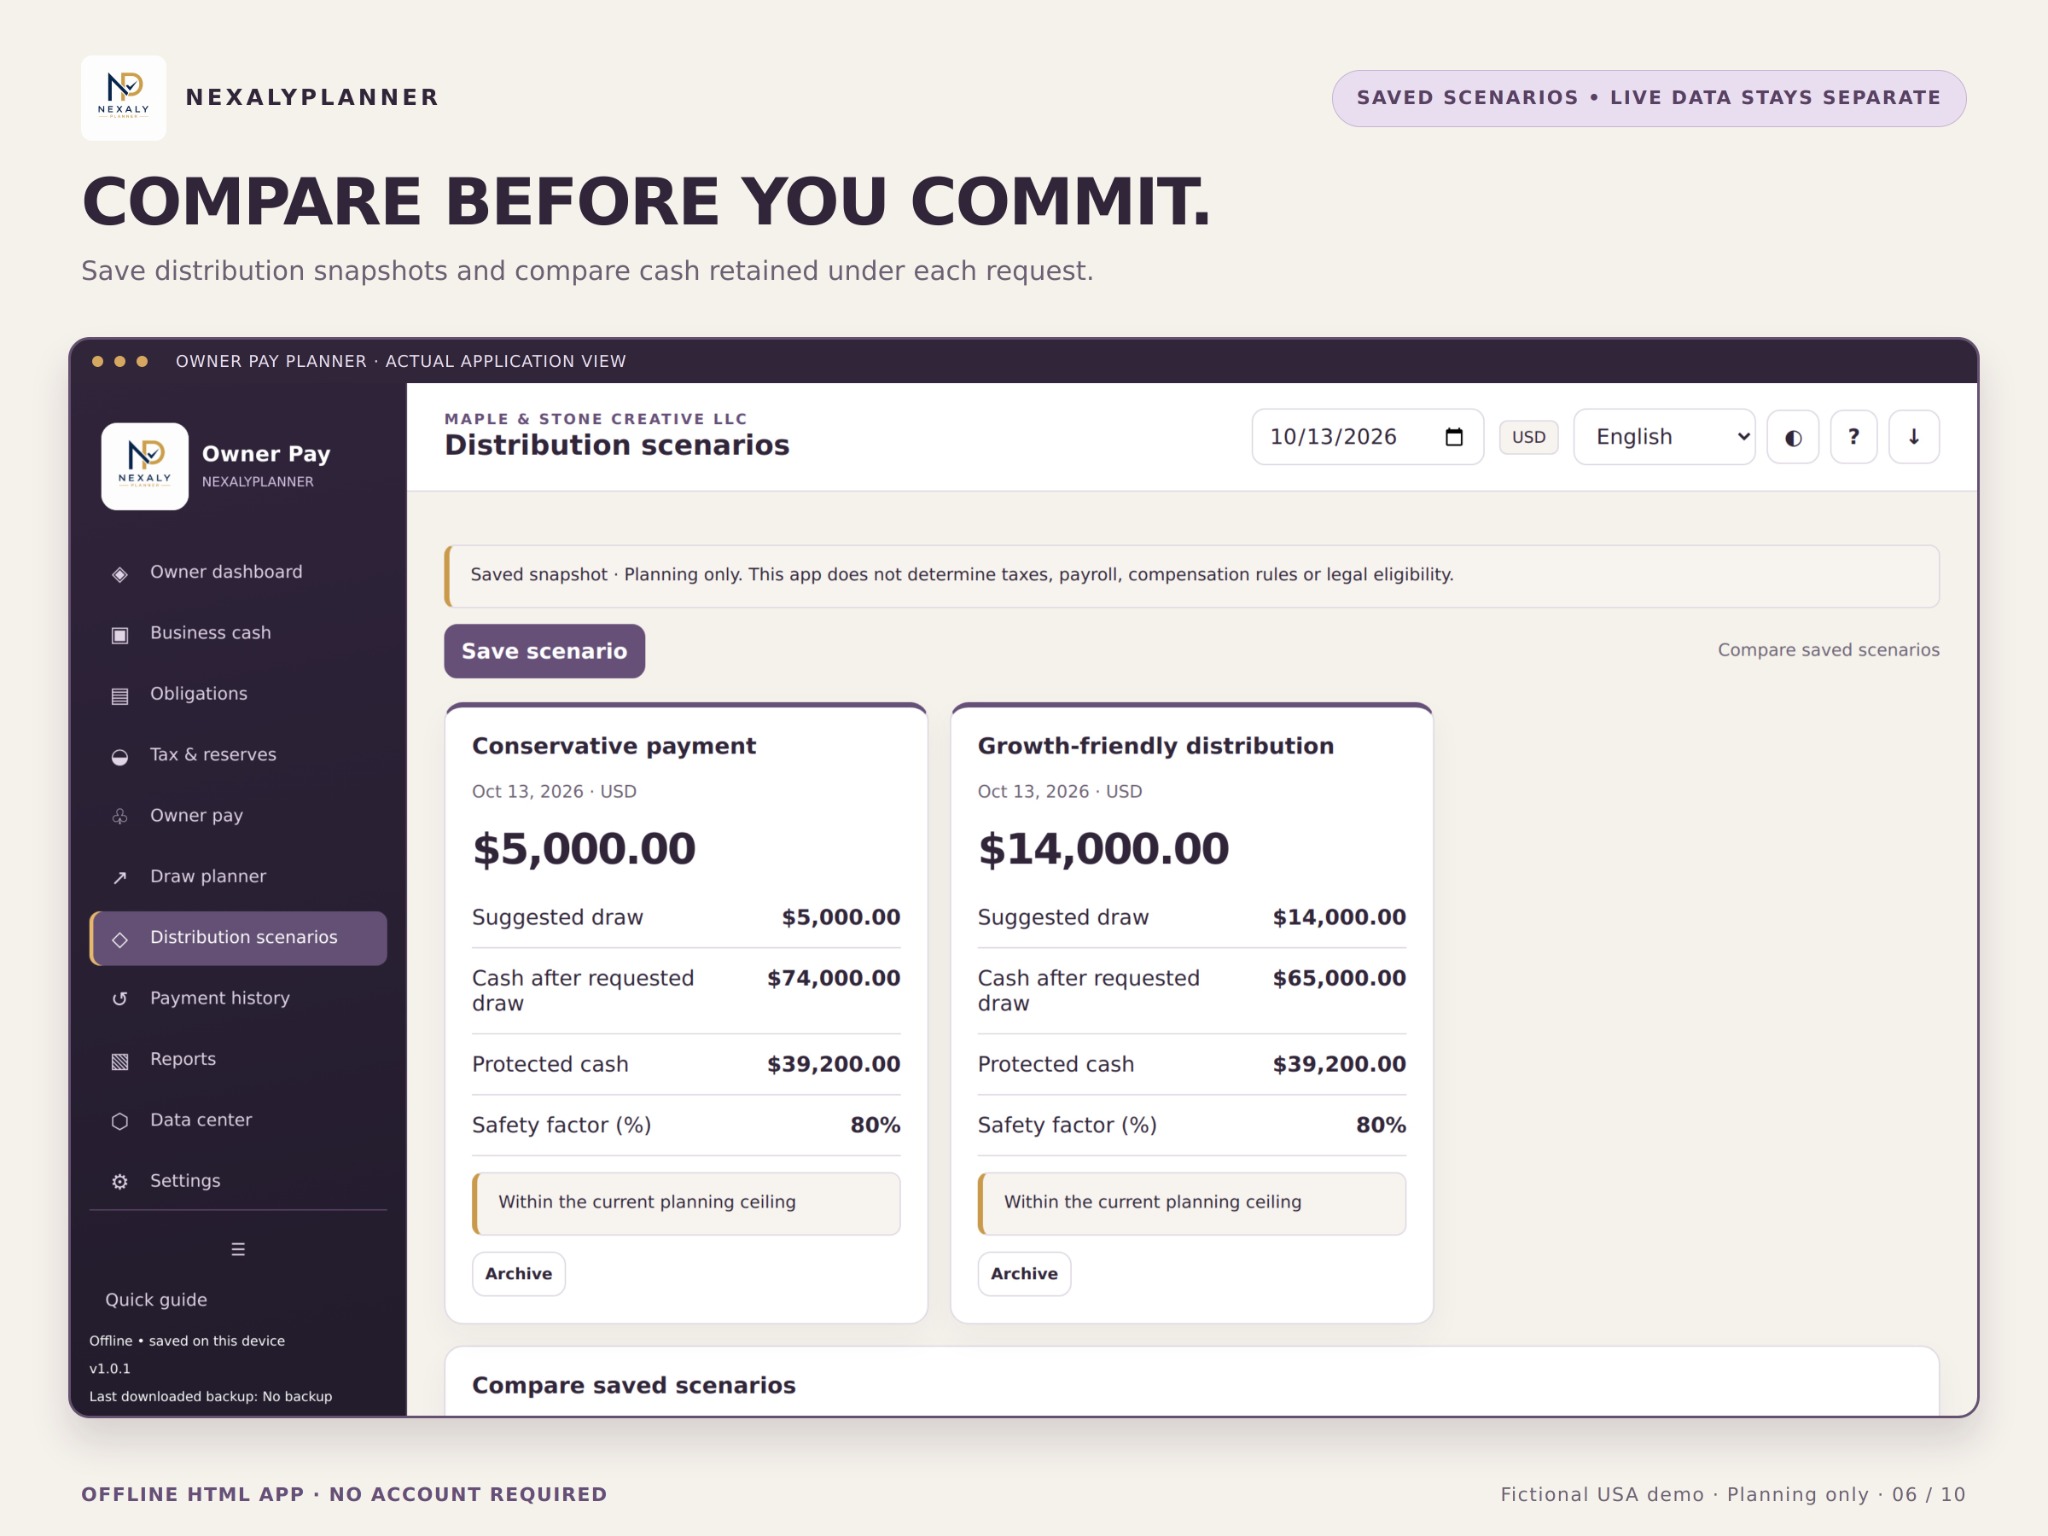 NEXALY
PLANNER
NEXALYPLANNER
SAVED SCENARIOS • LIVE DATA STAYS SEPARATE
COMPARE BEFORE YOU COMMIT.
Save distribution snapshots and compare cash retained under each request.
OWNER PAY PLANNER · ACTUAL APPLICATION VIEW
NEXALY
PLANNER
Owner Pay
NEXALYPLANNER
Owner dashboard
Business cash
Obligations
Tax & reserves
Owner pay
Draw planner
Distribution scenarios
Payment history
Reports
Data center
Settings
Quick guide
Offline • saved on this device
v1.0.1
Last downloaded backup: No backup
MAPLE & STONE CREATIVE LLC
Distribution scenarios
10/13/2026
USD
English
?
Saved snapshot · Planning only. This app does not determine taxes, payroll, compensation rules or legal eligibility.
Save scenario
Compare saved scenarios
Conservative payment
Oct 13, 2026 · USD
$5,000.00
Suggested draw $5,000.00
Cash after requested $74,000.00
draw
Protected cash $39,200.00
Safety factor (%) 80%
Within the current planning ceiling
Archive
Growth-friendly distribution
Oct 13, 2026 · USD
$14,000.00
Suggested draw $14,000.00
Cash after requested $65,000.00
draw
Protected cash $39,200.00
Safety factor (%) 80%
Within the current planning ceiling
Archive
Compare saved scenarios
OFFLINE HTML APP · NO ACCOUNT REQUIRED
Fictional USA demo · Planning only · 06 / 10